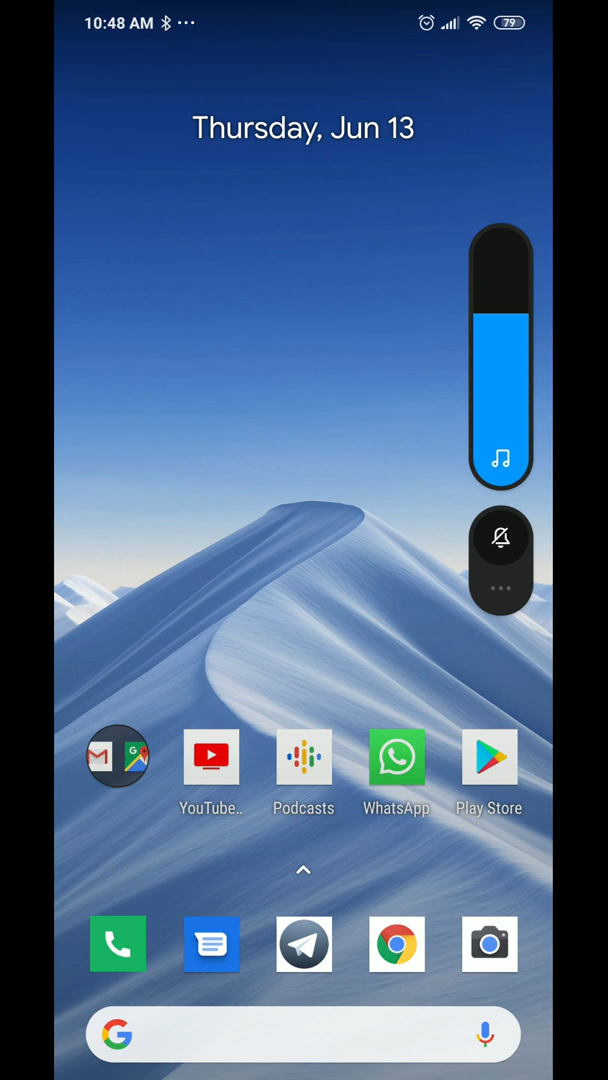 10:48 AM
79
Thursday, Jun 13
YouTube..
Podcasts
WhatsApp
Play Store